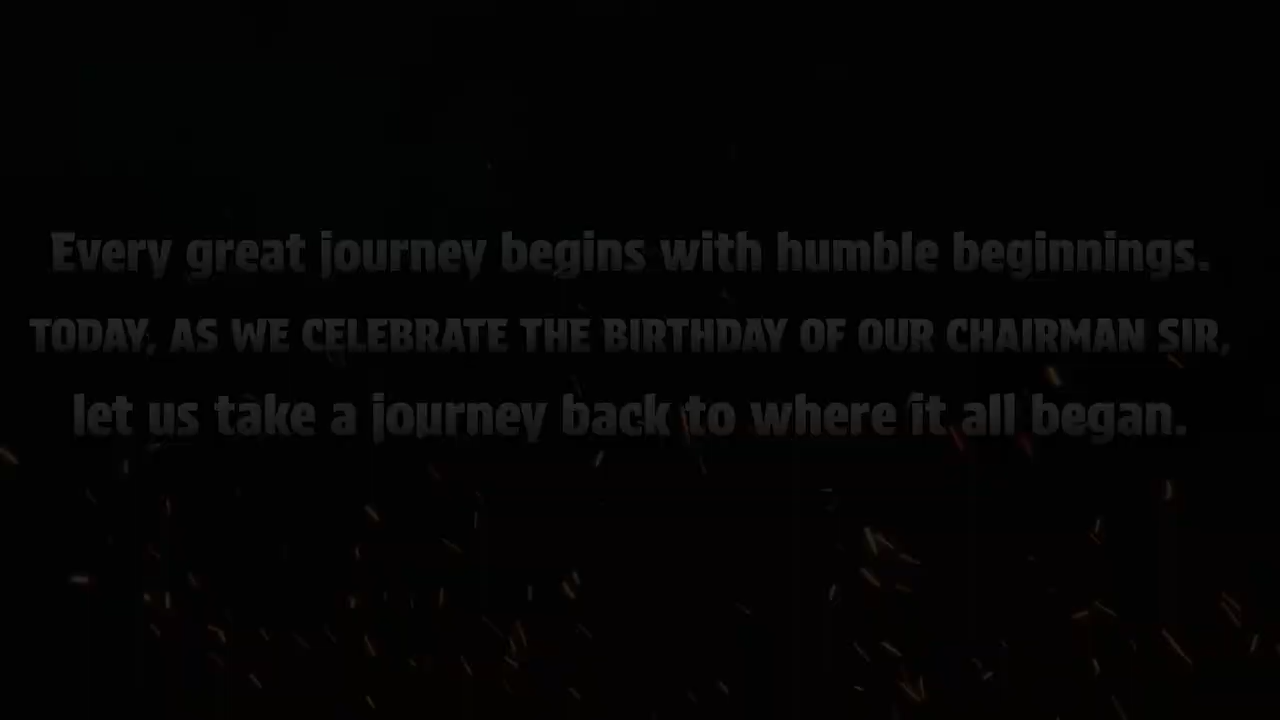 Every great journey begins with humble beginnings.
TODAY, AS WE CELEBRATE THE BIRTHDAY OF OUR CHAIRMAN SIR,
let us take a journey back to where it all began.